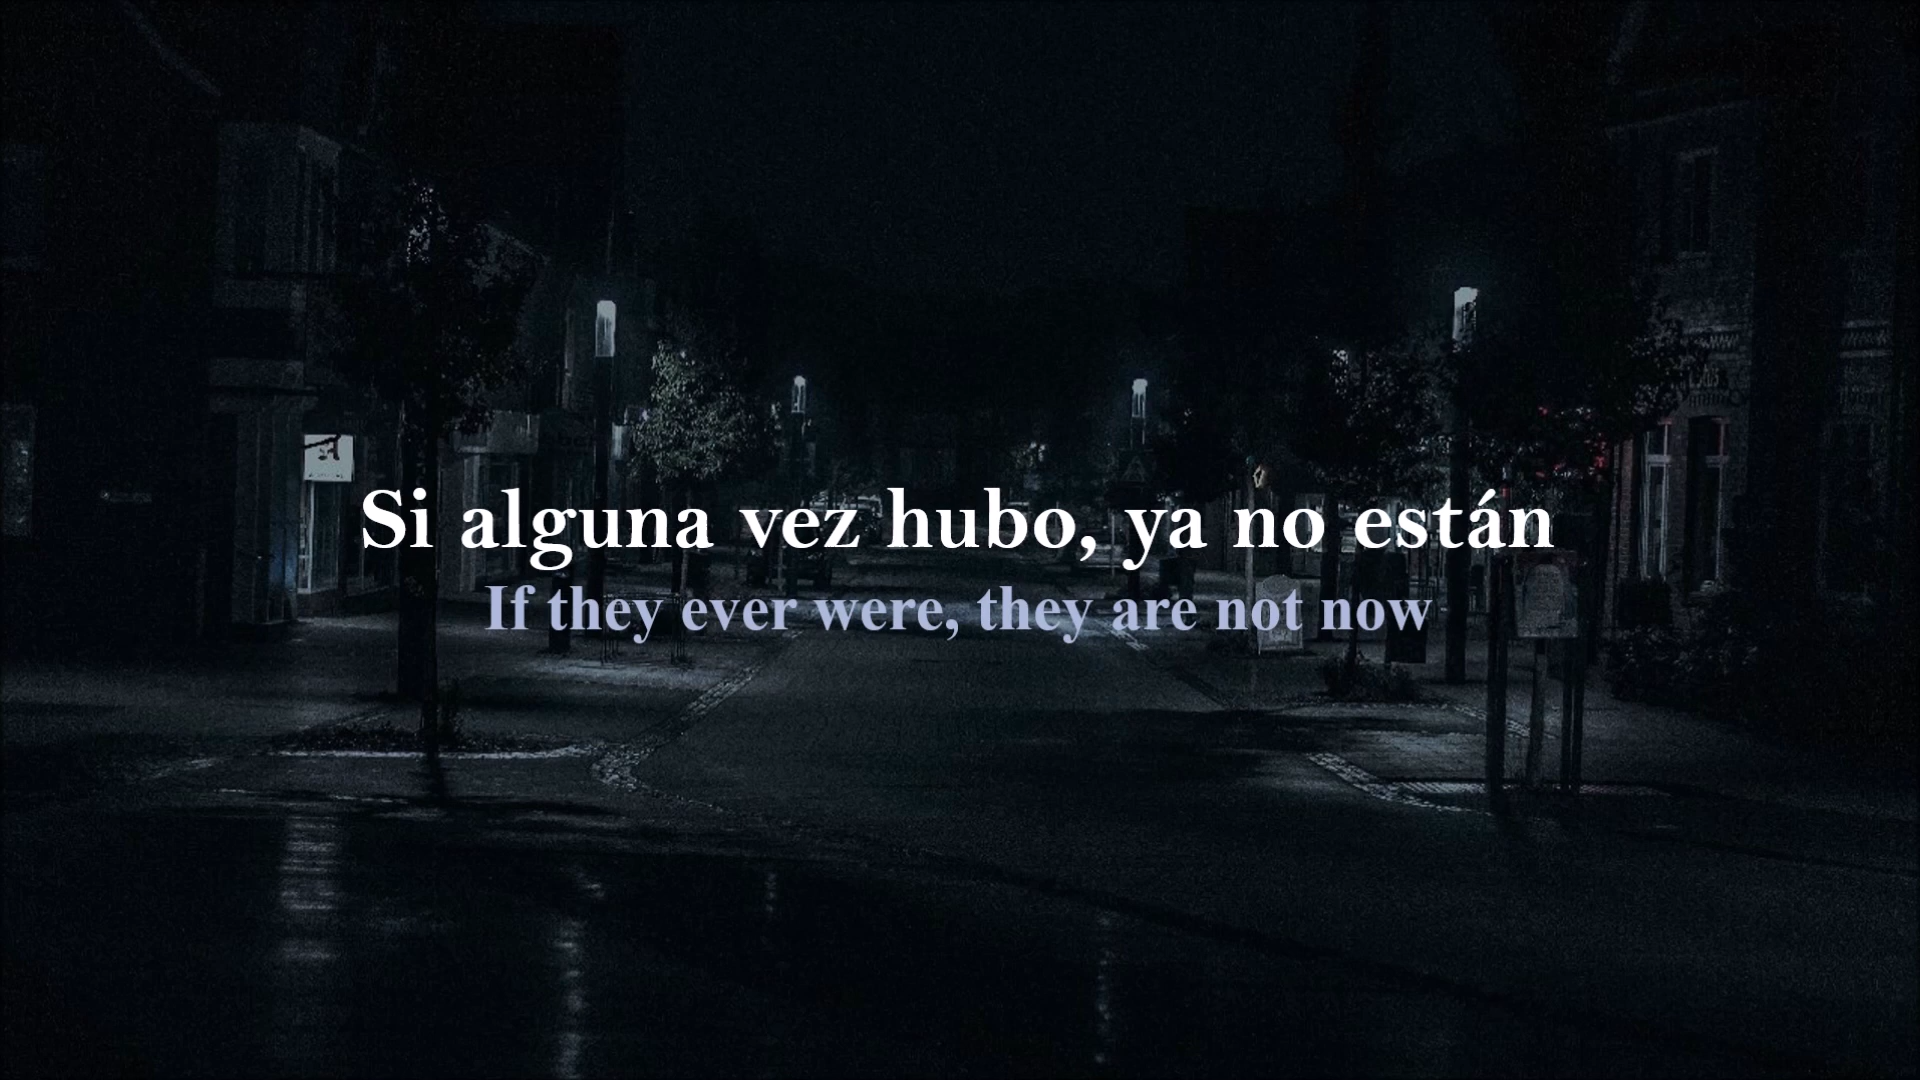 Si alguna vez hubo, ya no están
If they ever were, they are not now